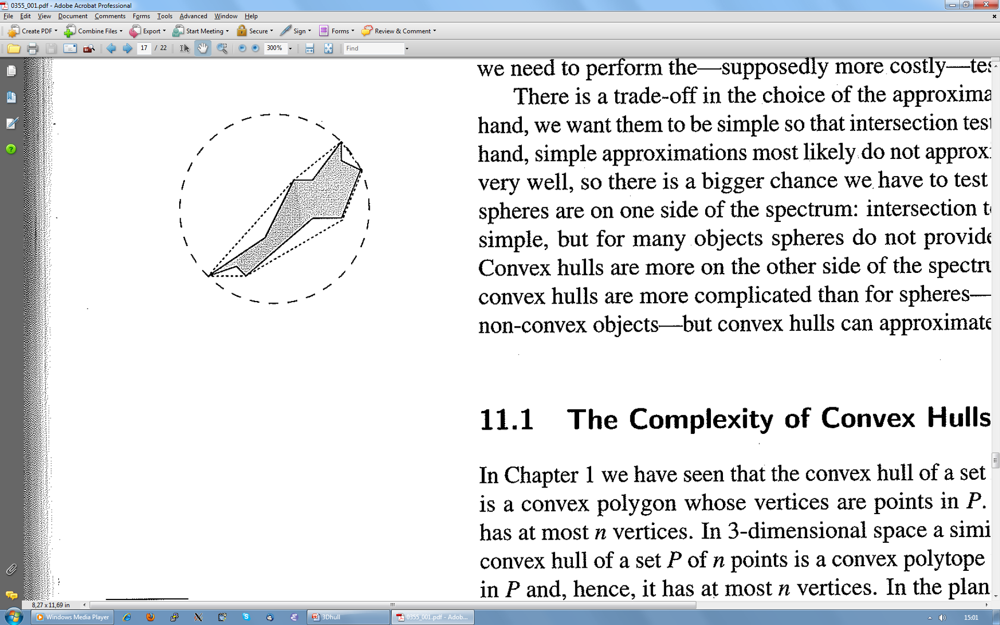 0355_001.pdf - Adobe Acrobat Professional
File Edit View Document Comments Forms Tools Advanced Window Help
Create PDF Combine Files Export Start Meeting Secure Sign Forms Review & Comment
17 / 22 300% Find
we need to perform the—supposedly more costly—tes
There is a trade-off in the choice of the approxima
hand, we want them to be simple so that intersection test
hand, simple approximations most likely do not approxi
very well, so there is a bigger chance we have to test
spheres are on one side of the spectrum: intersection te
simple, but for many objects spheres do not provide
Convex hulls are more on the other side of the spectru
convex hulls are more complicated than for spheres—
non-convex objects—but convex hulls can approximate
11.1 The Complexity of Convex Hulls
In Chapter 1 we have seen that the convex hull of a set
is a convex polygon whose vertices are points in P.
has at most n vertices. In 3-dimensional space a simi
convex hull of a set P of n points is a convex polytope
in P and, hence, it has at most n vertices. In the plan
8,27 x 11,69 in
Windows Media Player 3Dhull 0355_001.pdf - Adob... 15:01